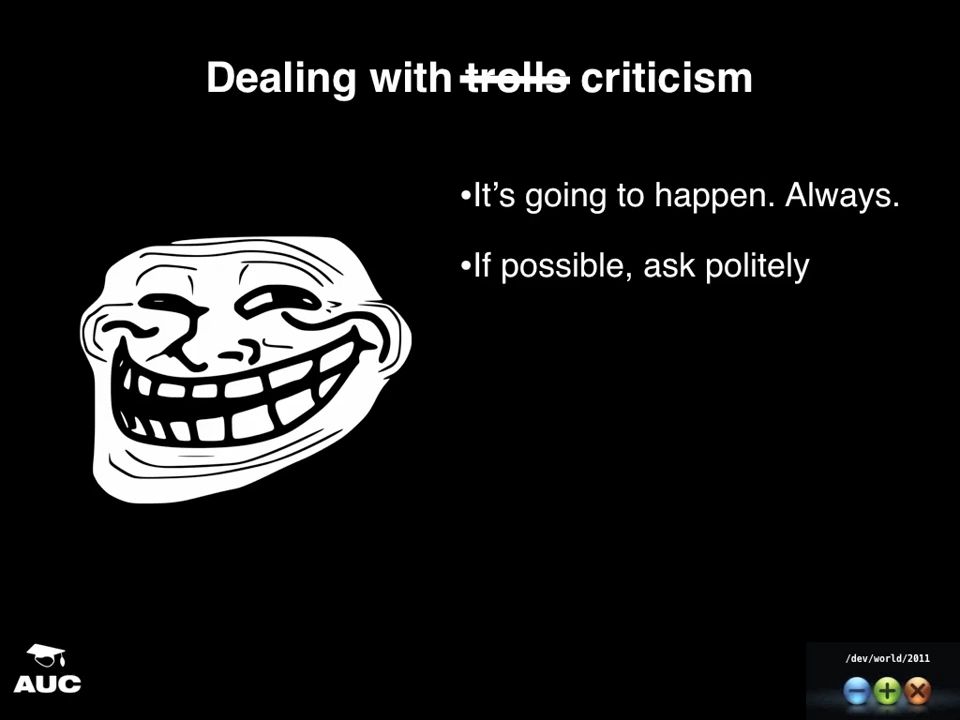 Dealing with trolls criticism
•It’s going to happen. Always.
•If possible, ask politely
AUC
/dev/world/2011